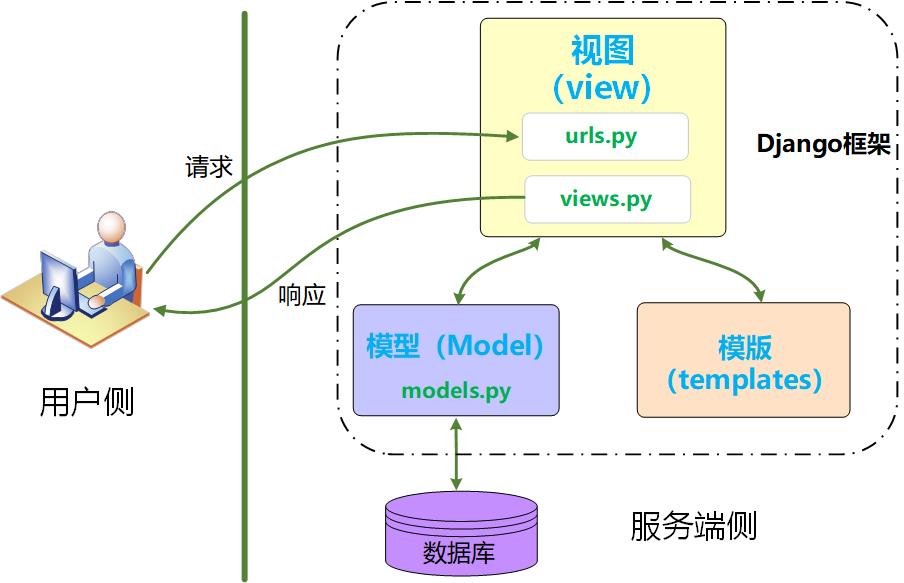 视图
（view）
urls.py
Django框架
请求
views.py
响应
模型（Model）
models.py
模版
（templates）
用户侧
服务端侧
数据库